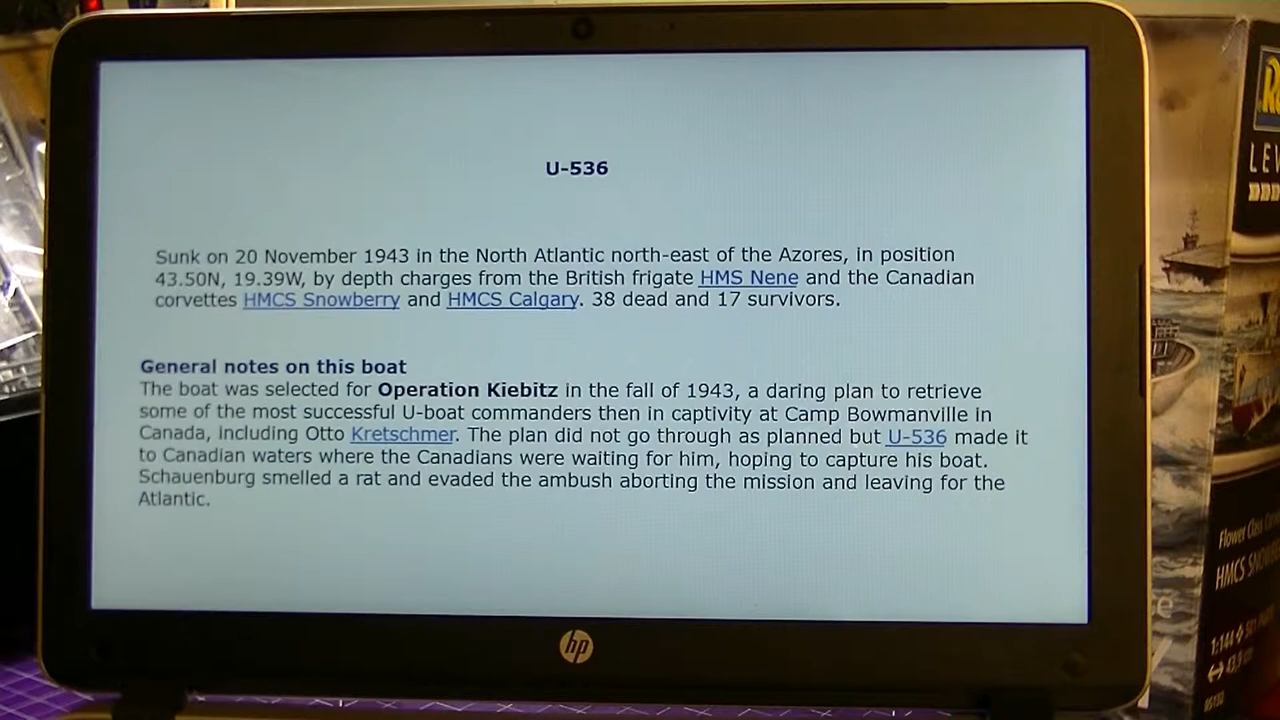 U-536
Sunk on 20 November 1943 in the North Atlantic north-east of the Azores, in position
43.50N, 19.39W, by depth charges from the British frigate HMS Nene and the Canadian
corvettes HMCS Snowberry and HMCS Calgary. 38 dead and 17 survivors.
General notes on this boat
The boat was selected for Operation Kiebitz in the fall of 1943, a daring plan to retrieve
some of the most successful U-boat commanders then in captivity at Camp Bowmanville in
Canada, including Otto Kretschmer. The plan did not go through as planned but U-536 made it
to Canadian waters where the Canadians were waiting for him, hoping to capture his boat.
Schauenburg smelled a rat and evaded the ambush aborting the mission and leaving for the
Atlantic.
hp
Flower Class
HMCS
1:144